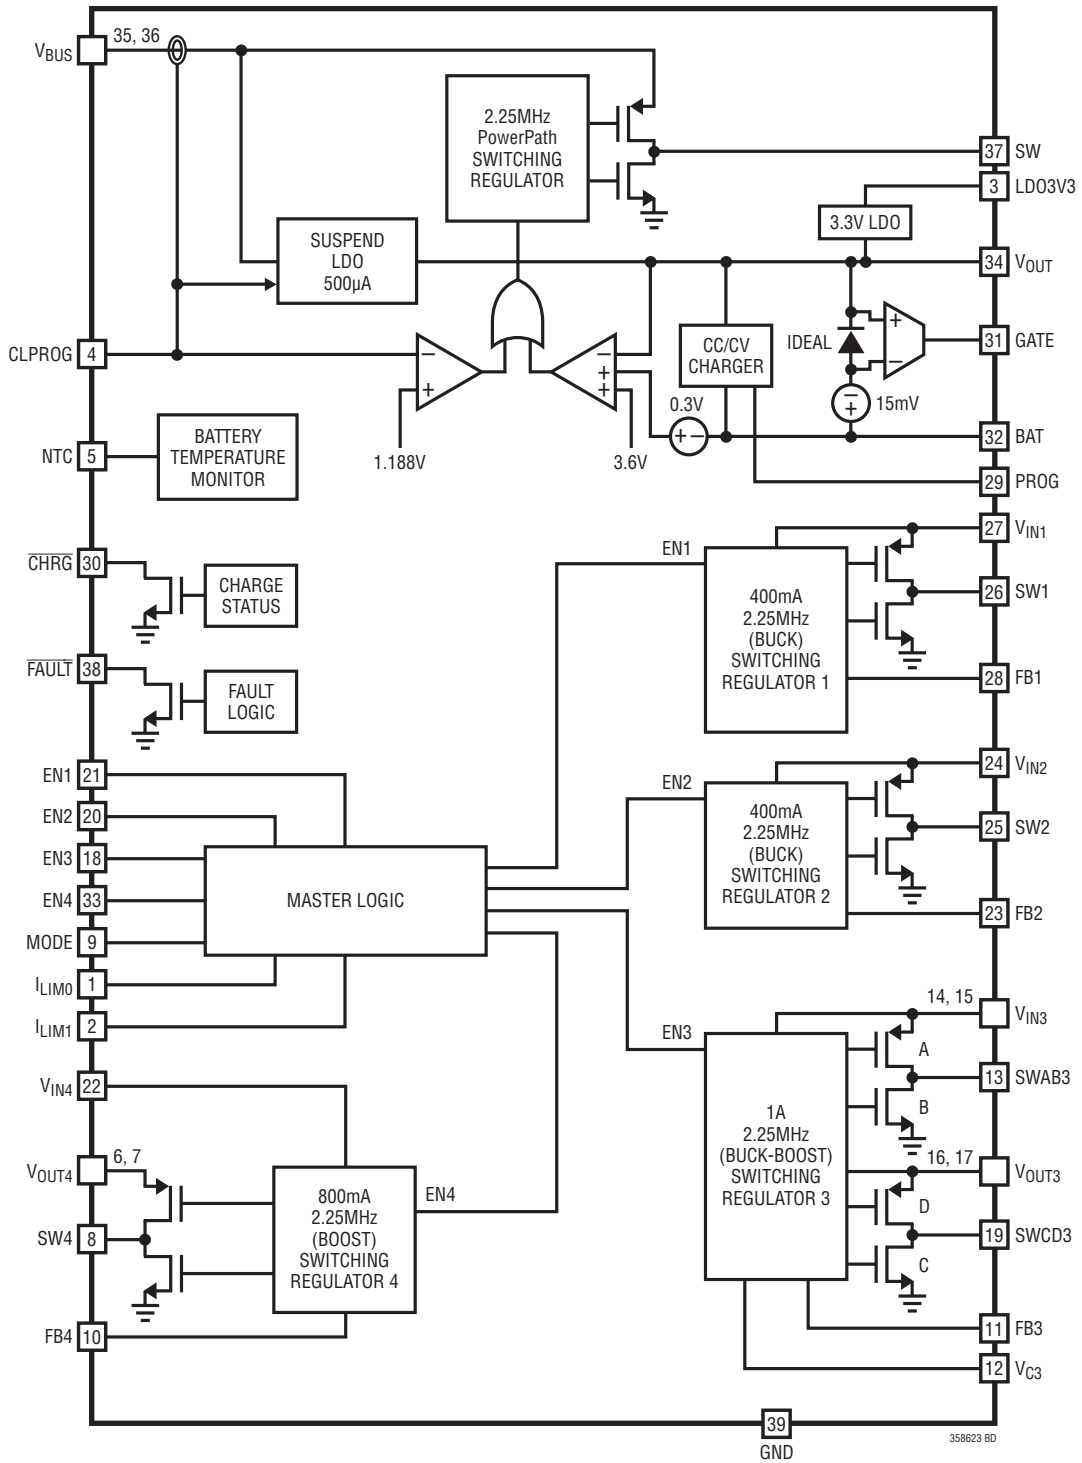 VBUS 35, 36
2.25MHz
PowerPath
SWITCHING
REGULATOR
37 SW
3 LDO3V3
3.3V LDO
SUSPEND
LDO
500µA
34 VOUT
CLPROG 4
−
+
−
+
+
CC/CV
CHARGER
IDEAL
+
−
31 GATE
−
+
15mV
0.3V
+ −
1.188V
3.6V
32 BAT
NTC 5
BATTERY
TEMPERATURE
MONITOR
29 PROG
27 VIN1
EN1
CHRG 30
CHARGE
STATUS
400mA
2.25MHz
(BUCK)
SWITCHING
REGULATOR 1
26 SW1
28 FB1
FAULT 38
FAULT
LOGIC
EN1 21
EN2 20
EN3 18
EN4 33
MODE 9
ILIM0 1
ILIM1 2
MASTER LOGIC
24 VIN2
EN2
400mA
2.25MHz
(BUCK)
SWITCHING
REGULATOR 2
25 SW2
23 FB2
14, 15 VIN3
EN3
A
13 SWAB3
B
1A
2.25MHz
(BUCK-BOOST)
SWITCHING
REGULATOR 3
16, 17 VOUT3
D
19 SWCD3
C
11 FB3
12 VC3
VIN4 22
VOUT4 6, 7
SW4 8
800mA
2.25MHz
(BOOST)
SWITCHING
REGULATOR 4
EN4
FB4 10
39
GND
358623 BD